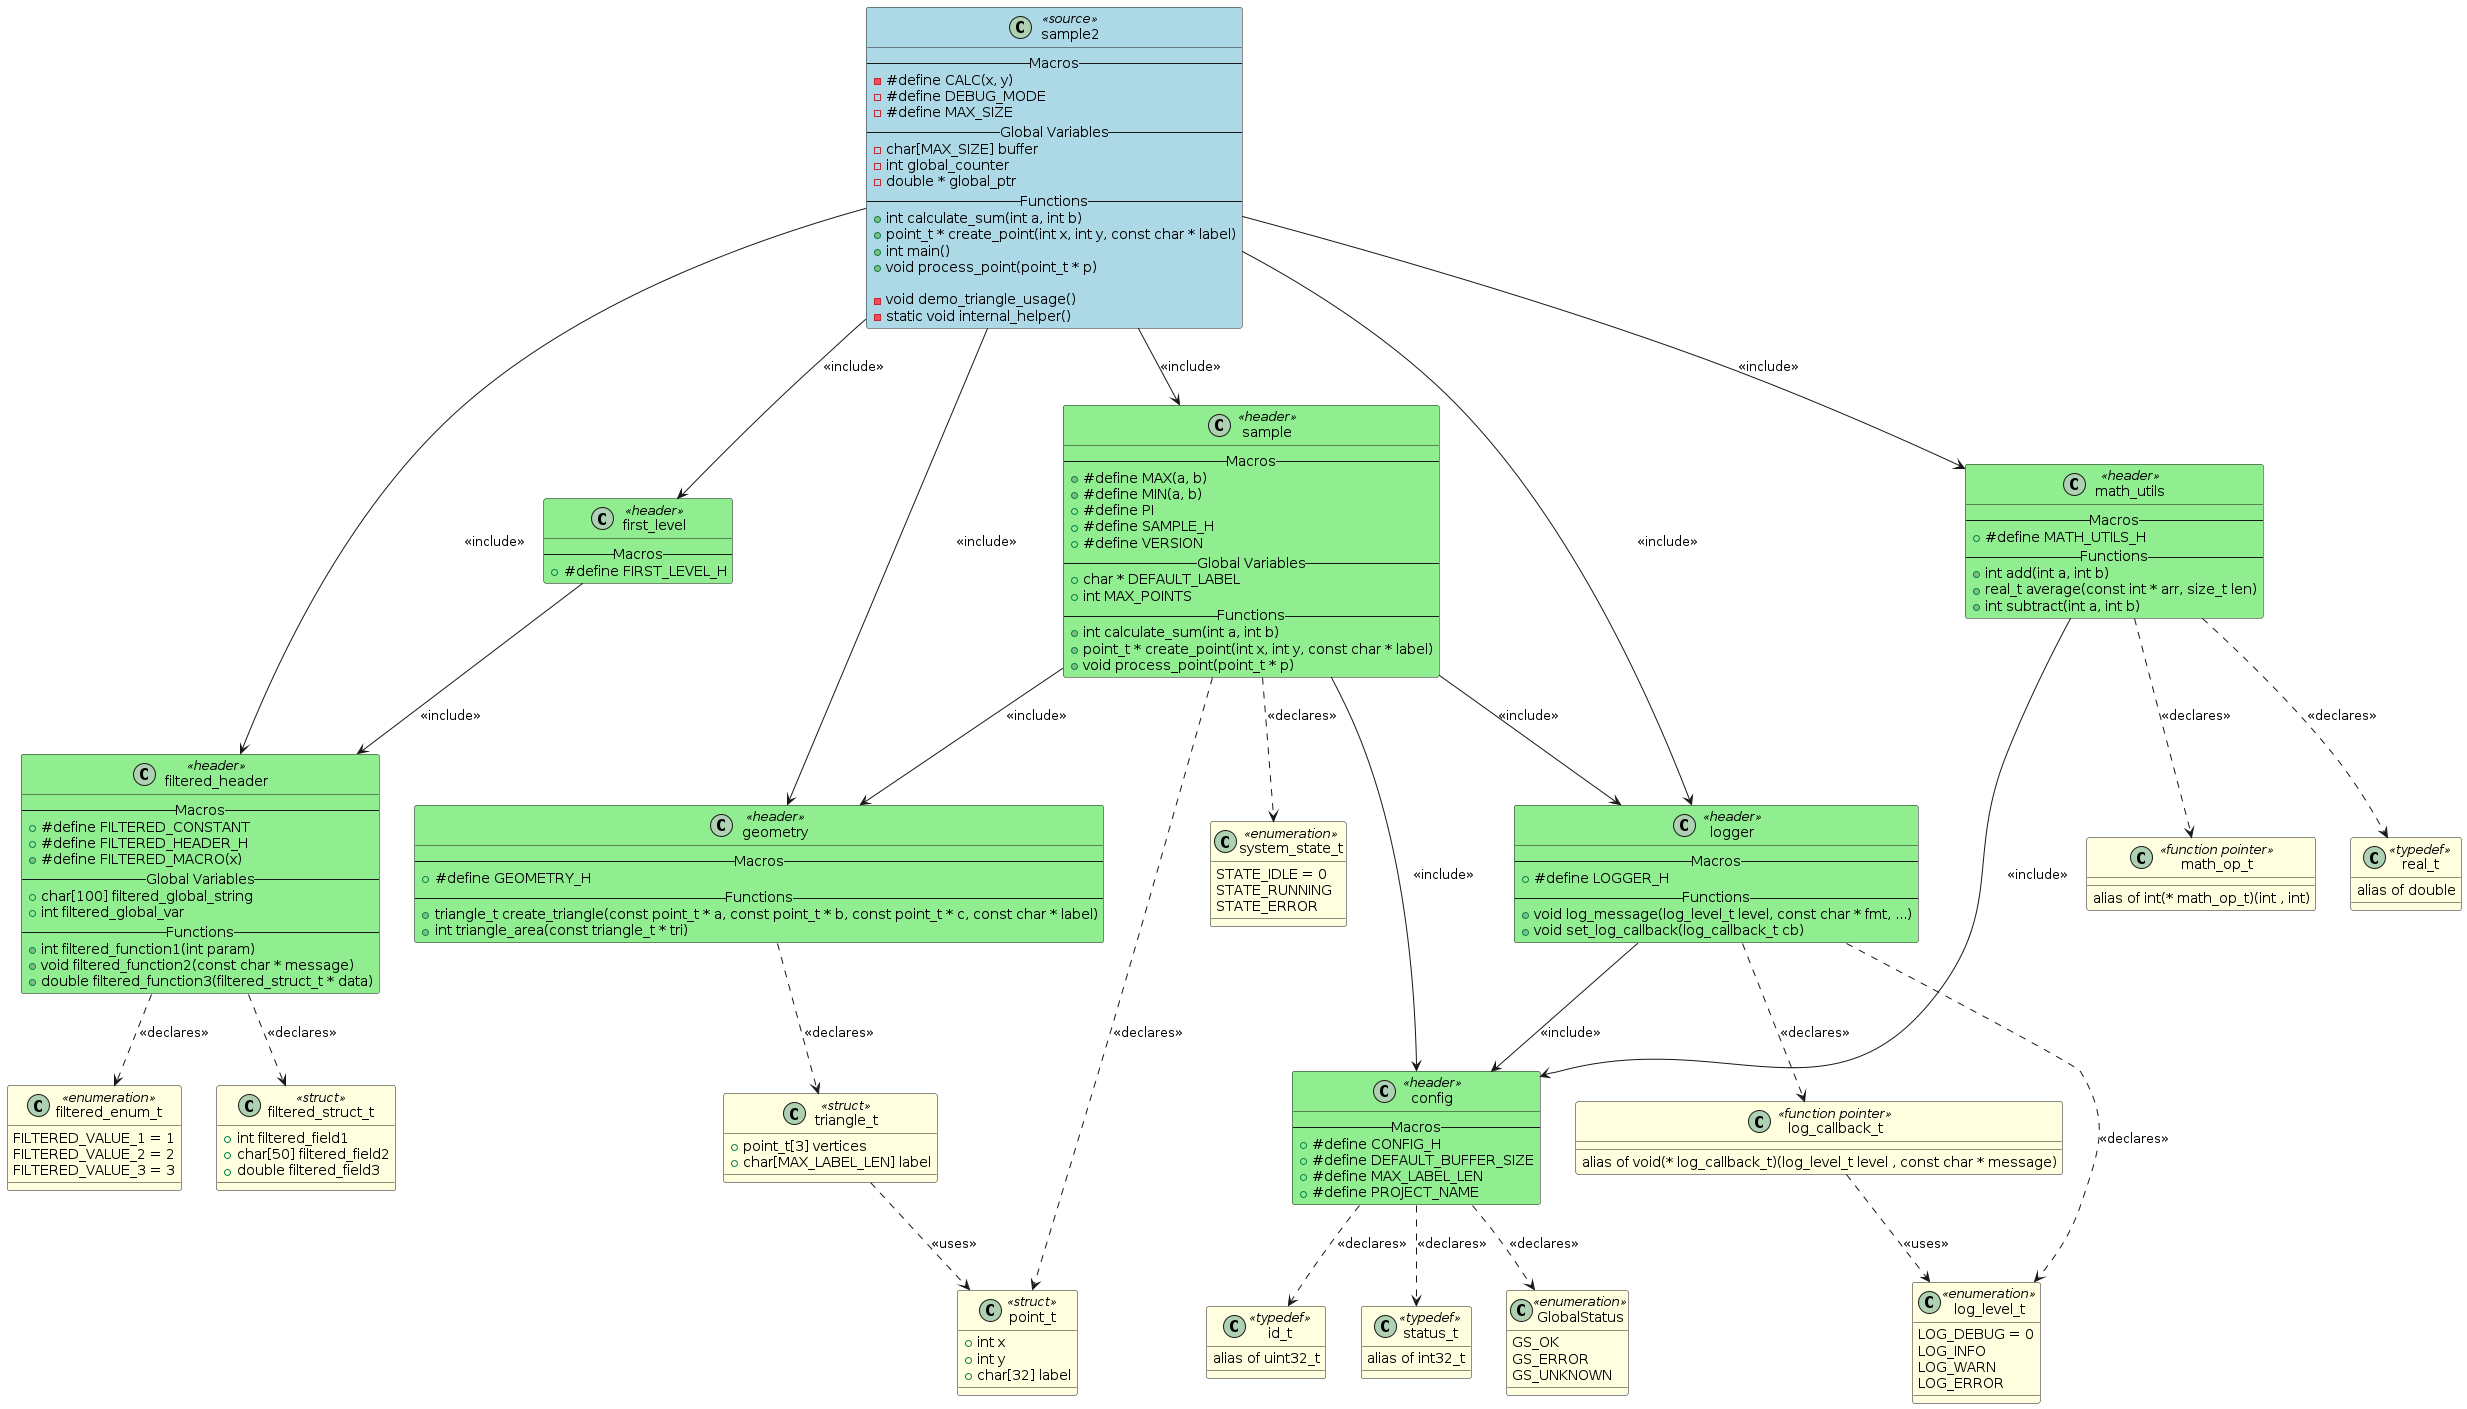 C
«source»
sample2
Macros
#define CALC(x, y)
#define DEBUG_MODE
#define MAX_SIZE
Global Variables
char[MAX_SIZE] buffer
int global_counter
double * global_ptr
Functions
int calculate_sum(int a, int b)
point_t * create_point(int x, int y, const char * label)
int main()
void process_point(point_t * p)
void demo_triangle_usage()
static void internal_helper()
«include»
«include»
«include»
C
«header»
sample
Macros
#define MAX(a, b)
#define MIN(a, b)
#define PI
#define SAMPLE_H
#define VERSION
Global Variables
char * DEFAULT_LABEL
int MAX_POINTS
Functions
int calculate_sum(int a, int b)
point_t * create_point(int x, int y, const char * label)
void process_point(point_t * p)
C
«header»
math_utils
Macros
#define MATH_UTILS_H
Functions
int add(int a, int b)
real_t average(const int * arr, size_t len)
int subtract(int a, int b)
C
«header»
first_level
Macros
#define FIRST_LEVEL_H
«include»
«include»
«include»
«include»
«include»
«declares»
«include»
«declares»
«declares»
C
«header»
filtered_header
Macros
#define FILTERED_CONSTANT
#define FILTERED_HEADER_H
#define FILTERED_MACRO(x)
Global Variables
char[100] filtered_global_string
int filtered_global_var
Functions
int filtered_function1(int param)
void filtered_function2(const char * message)
double filtered_function3(filtered_struct_t * data)
C
«header»
geometry
Macros
#define GEOMETRY_H
Functions
triangle_t create_triangle(const point_t * a, const point_t * b, const point_t * c, const char * label)
int triangle_area(const triangle_t * tri)
C
«enumeration»
system_state_t
STATE_IDLE = 0
STATE_RUNNING
STATE_ERROR
«include»
C
«header»
logger
Macros
#define LOGGER_H
Functions
void log_message(log_level_t level, const char * fmt, ...)
void set_log_callback(log_callback_t cb)
«include»
C
«function pointer»
math_op_t
alias of int(* math_op_t)(int , int)
C
«typedef»
real_t
alias of double
«declares»
«declares»
«declares»
«declares»
«include»
«declares»
C
«enumeration»
filtered_enum_t
FILTERED_VALUE_1 = 1
FILTERED_VALUE_2 = 2
FILTERED_VALUE_3 = 3
C
«struct»
filtered_struct_t
int filtered_field1
char[50] filtered_field2
double filtered_field3
C
«struct»
triangle_t
point_t[3] vertices
char[MAX_LABEL_LEN] label
C
«header»
config
Macros
#define CONFIG_H
#define DEFAULT_BUFFER_SIZE
#define MAX_LABEL_LEN
#define PROJECT_NAME
C
«function pointer»
log_callback_t
alias of void(* log_callback_t)(log_level_t level , const char * message)
«declares»
«uses»
«declares»
«declares»
«declares»
«uses»
C
«struct»
point_t
int x
int y
char[32] label
C
«typedef»
id_t
alias of uint32_t
C
«typedef»
status_t
alias of int32_t
C
«enumeration»
GlobalStatus
GS_OK
GS_ERROR
GS_UNKNOWN
C
«enumeration»
log_level_t
LOG_DEBUG = 0
LOG_INFO
LOG_WARN
LOG_ERROR